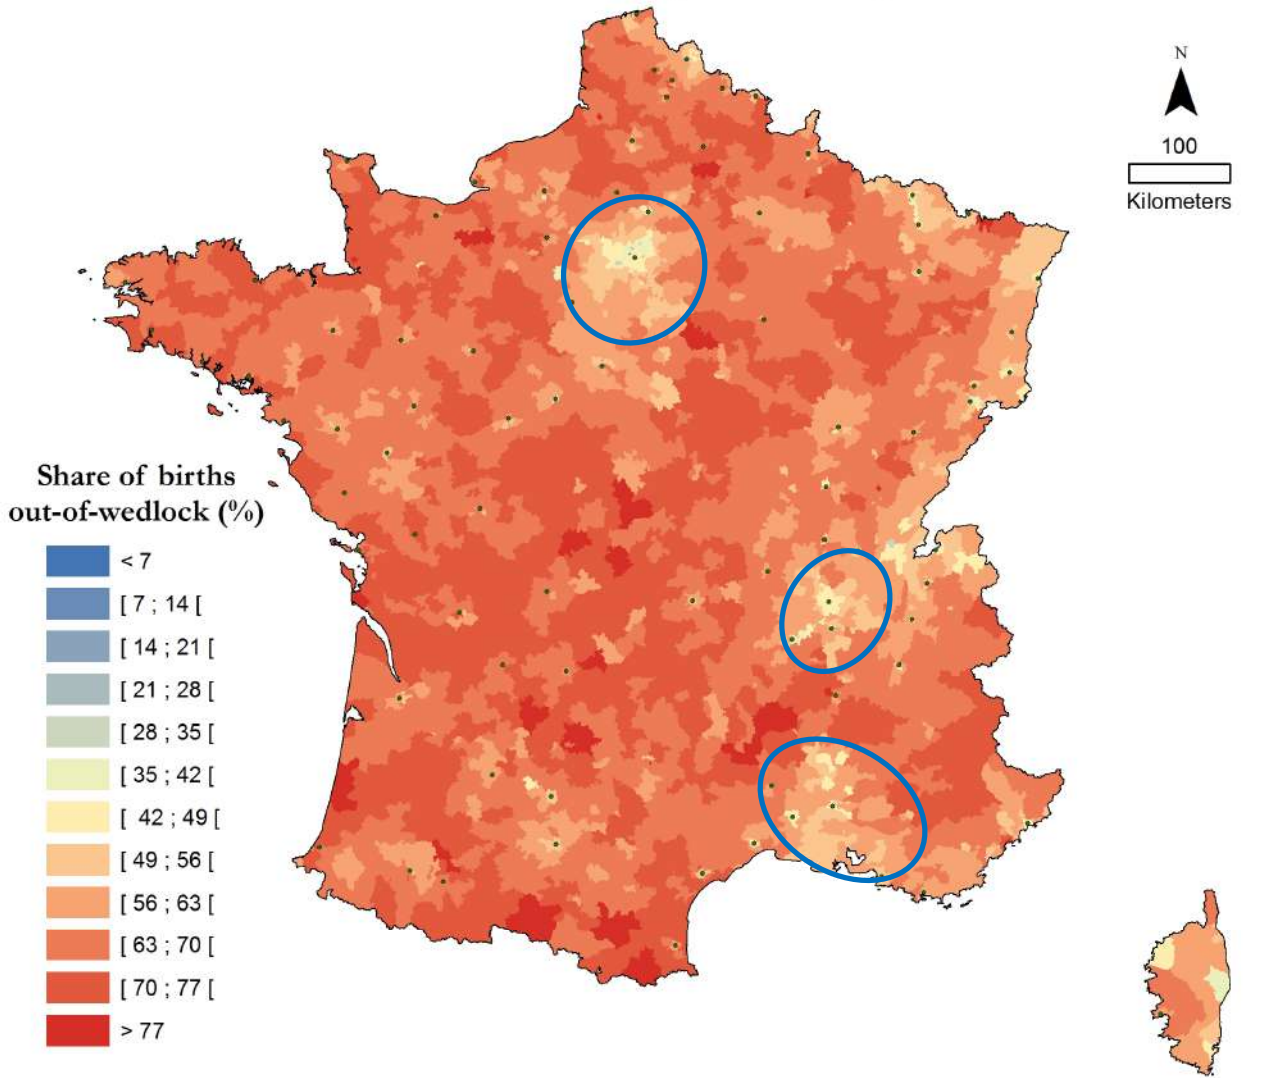 N
100
Kilometers
Share of births
out-of-wedlock (%)
< 7
[ 7 ; 14 [
[ 14 ; 21 [
[ 21 ; 28 [
[ 28 ; 35 [
[ 35 ; 42 [
[ 42 ; 49 [
[ 49 ; 56 [
[ 56 ; 63 [
[ 63 ; 70 [
[ 70 ; 77 [
> 77